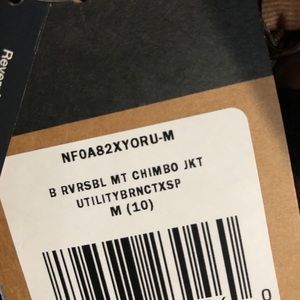 NF0A82XYORU-M
B RVRSBL MT CHIMBO JKT
UTILITYBRNCTXSP
M (10)